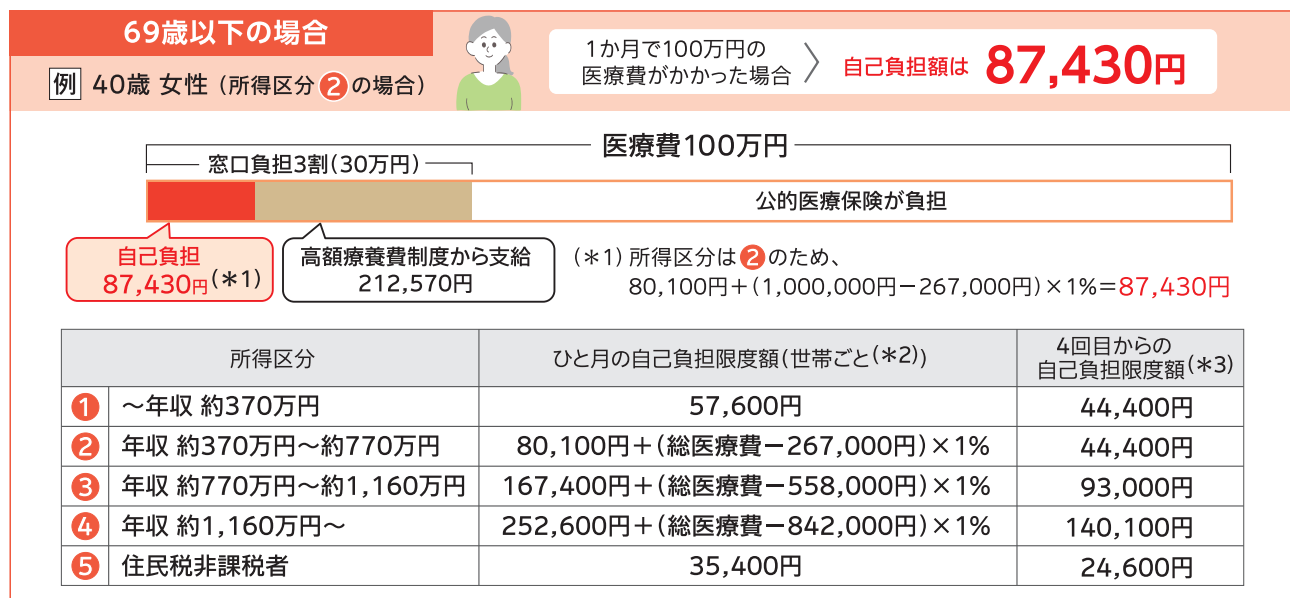 69歳以下の場合
例 40歳 女性（所得区分❷の場合）
1か月で100万円の
医療費がかかった場合
自己負担額は 87,430円
医療費100万円
窓口負担3割（30万円）
公的医療保険が負担
自己負担
87,430円（＊1）
高額療養費制度から支給
212,570円
（＊1）所得区分は❷のため、
80,100円＋（1,000,000円－267,000円）×1%＝87,430円
所得区分 ひと月の自己負担限度額（世帯ごと（＊2）） 4回目からの
自己負担限度額（＊3）
❶ ～年収 約370万円 57,600円 44,400円
❷ 年収 約370万円～約770万円 80,100円＋（総医療費－267,000円）×1% 44,400円
❸ 年収 約770万円～約1,160万円 167,400円＋（総医療費－558,000円）×1% 93,000円
❹ 年収 約1,160万円～ 252,600円＋（総医療費－842,000円）×1% 140,100円
❺ 住民税非課税者 35,400円 24,600円